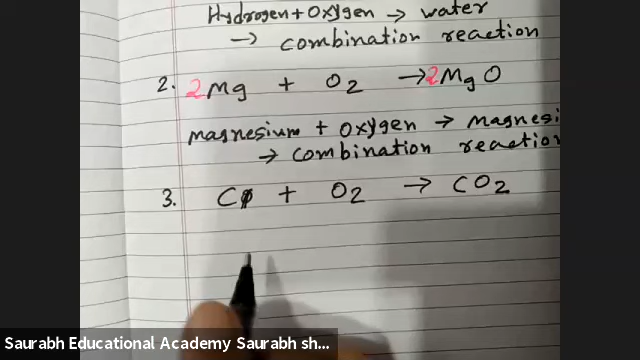 Hydrogen + Oxygen → water
→ combination reaction
2. 2Mg + O2 → 2MgO
magnesium + Oxygen → magnesi
→ combination reaction
3. C + O2 → CO2
Saurabh Educational Academy Saurabh sh...